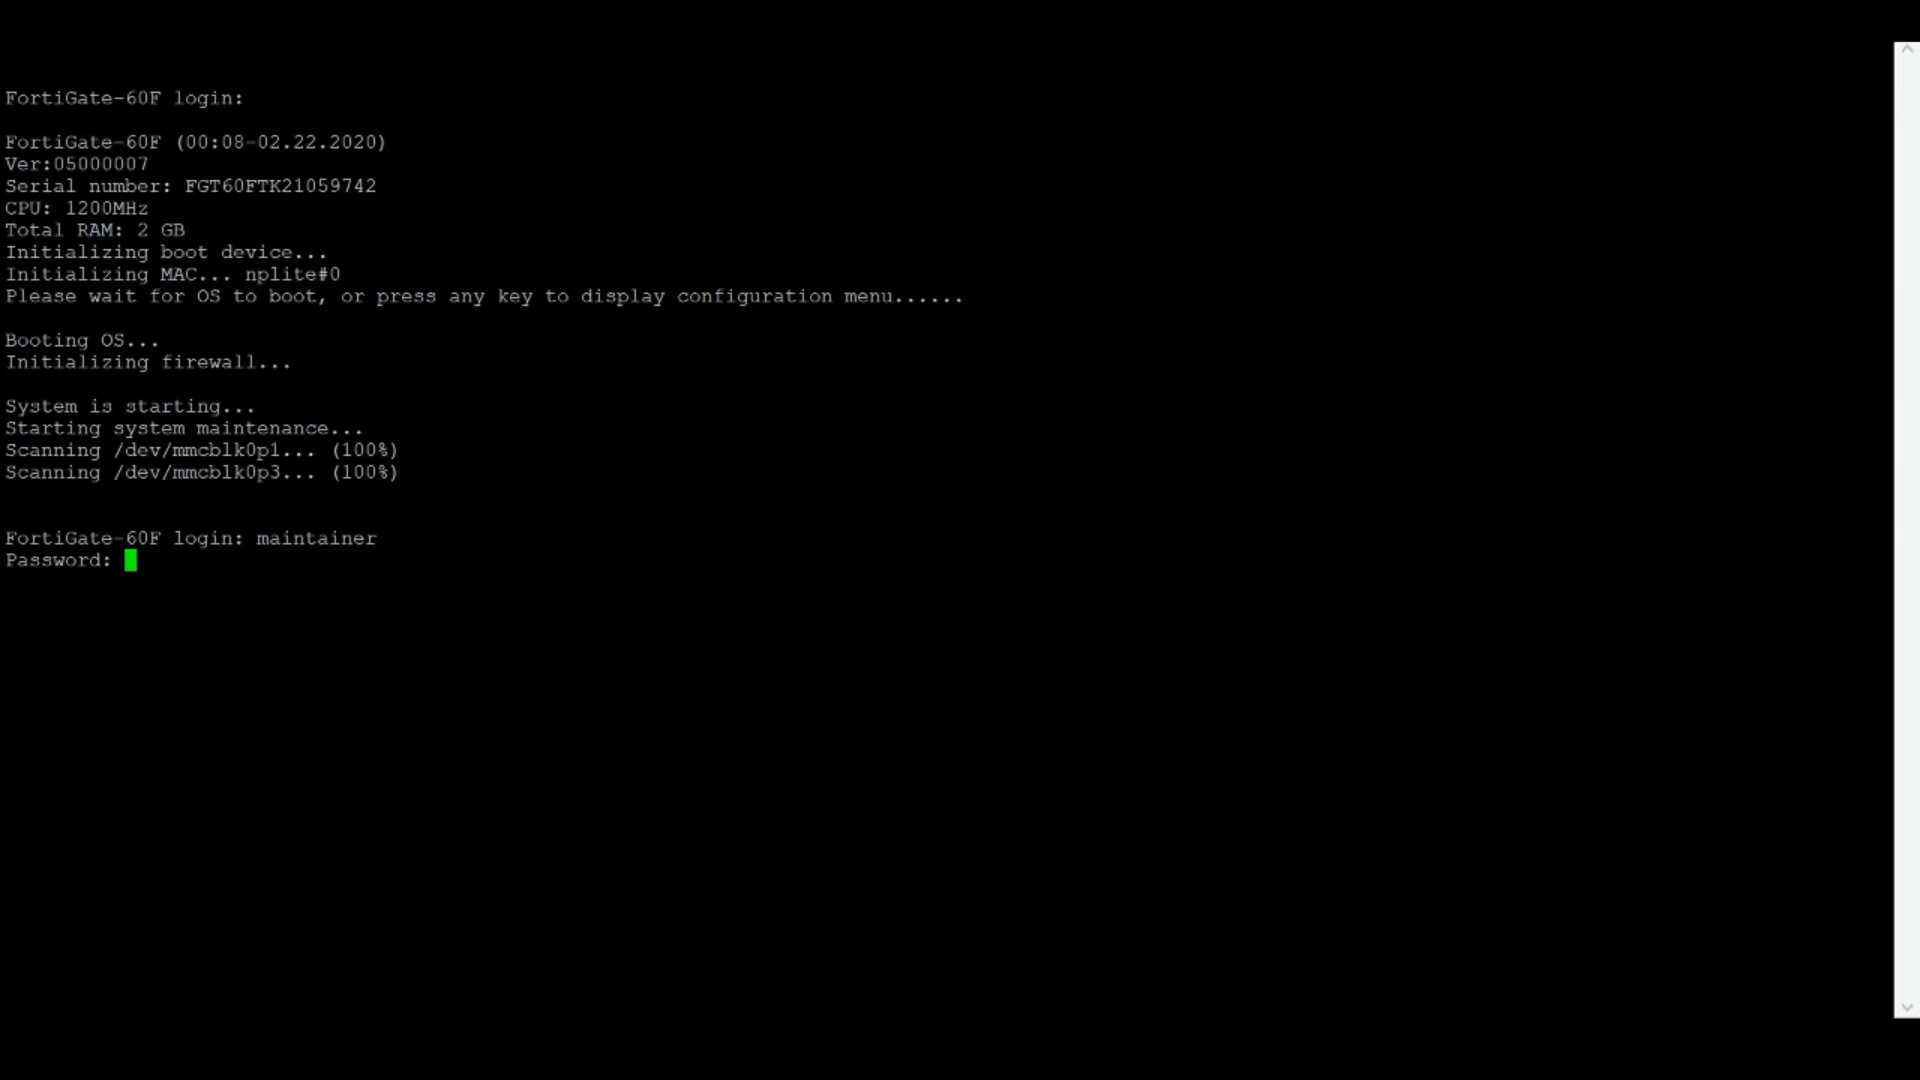 FortiGate-60F login:
FortiGate-60F (00:08-02.22.2020)
Ver:05000007
Serial number: FGT60FTK21059742
CPU: 1200MHz
Total RAM: 2 GB
Initializing boot device...
Initializing MAC... nplite#0
Please wait for OS to boot, or press any key to display configuration menu......
Booting OS...
Initializing firewall...
System is starting...
Starting system maintenance...
Scanning /dev/mmcblk0p1... (100%)
Scanning /dev/mmcblk0p3... (100%)
FortiGate-60F login: maintainer
Password: